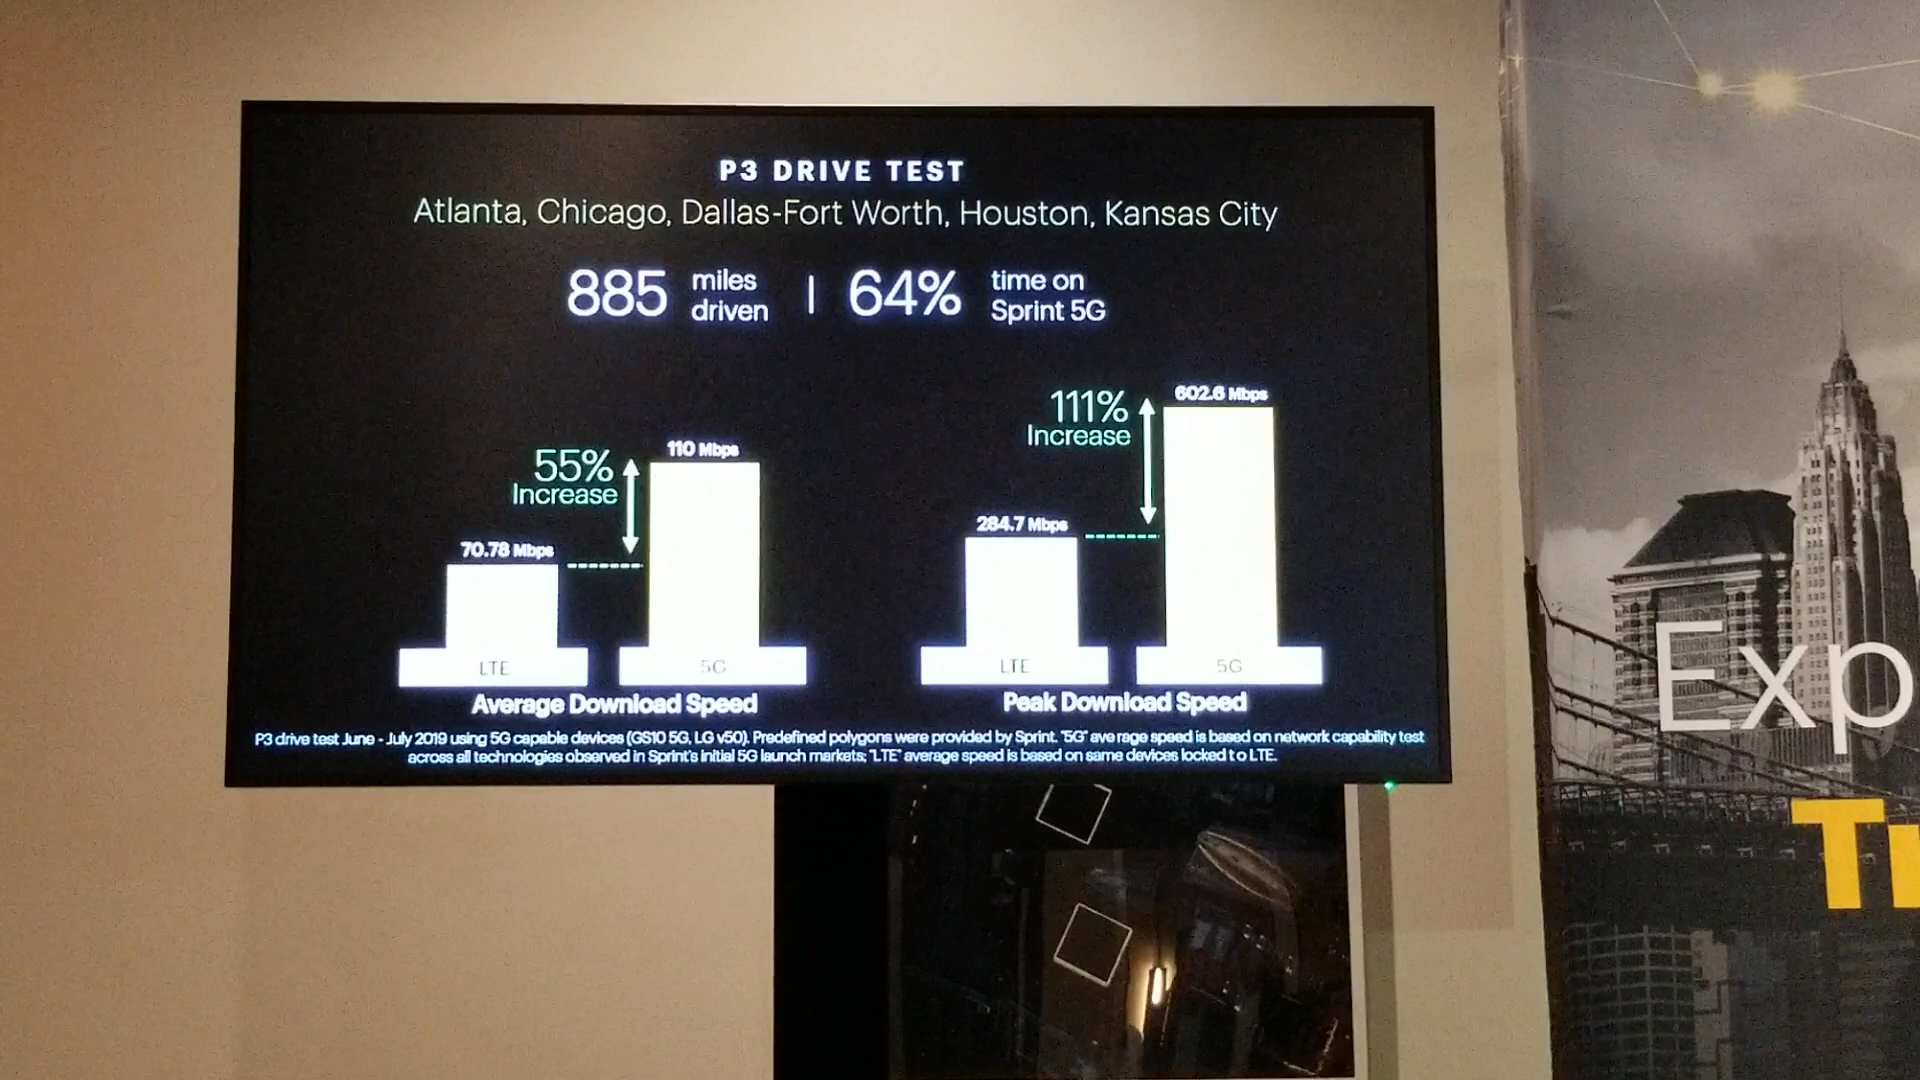 P3 DRIVE TEST
Atlanta, Chicago, Dallas-Fort Worth, Houston, Kansas City
885 miles driven | 64% time on Sprint 5G
111% Increase
602.6 Mbps
55% Increase
110 Mbps
284.7 Mbps
70.78 Mbps
LTE
5G
LTE
5G
Average Download Speed
Peak Download Speed
P3 drive test June - July 2019 using 5G capable devices (GS10 5G, LG v50). Predefined polygons were provided by Sprint. "5G" average speed is based on network capability test
across all technologies observed in Sprint's initial 5G launch markets; "LTE" average speed is based on same devices locked to LTE.
Exp